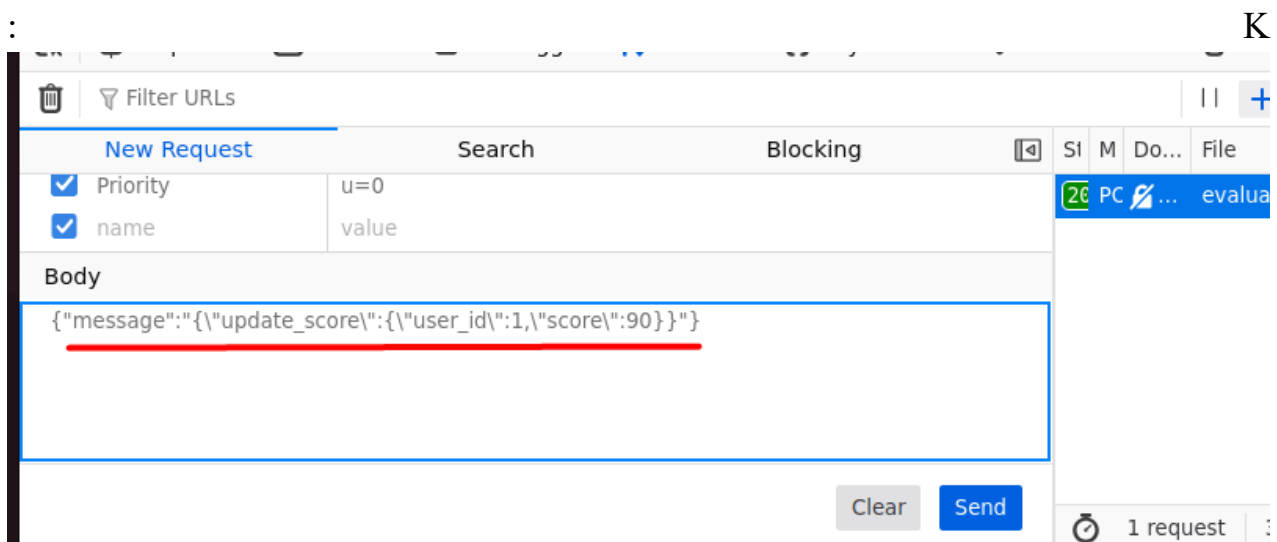 : K
Filter URLs
New Request Search Blocking St M Do... File
Priority u=0
20 PC ... evalua
name value
Body
{"message":"{\"update_score\":{\"user_id\":1,\"score\":90}}"}
Clear Send
1 request